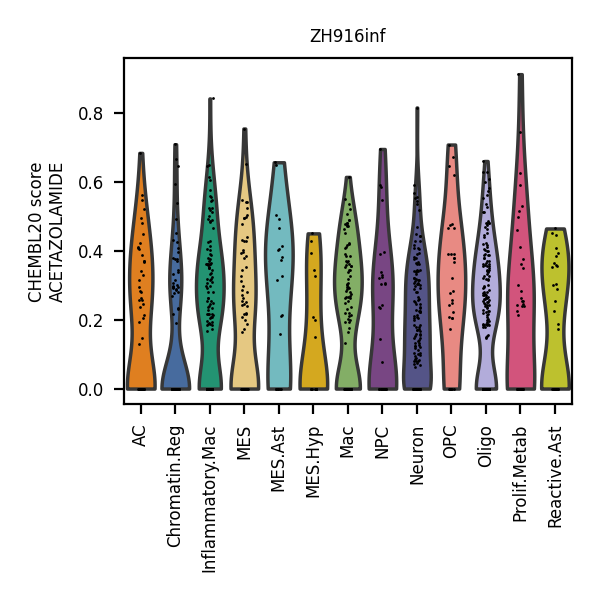 ZH916inf
CHEMBL20 score
ACETAZOLAMIDE
0.8
0.6
0.4
0.2
0.0
AC
Chromatin.Reg
Inflammatory.Mac
MES
MES.Ast
MES.Hyp
Mac
NPC
Neuron
OPC
Oligo
Prolif.Metab
Reactive.Ast